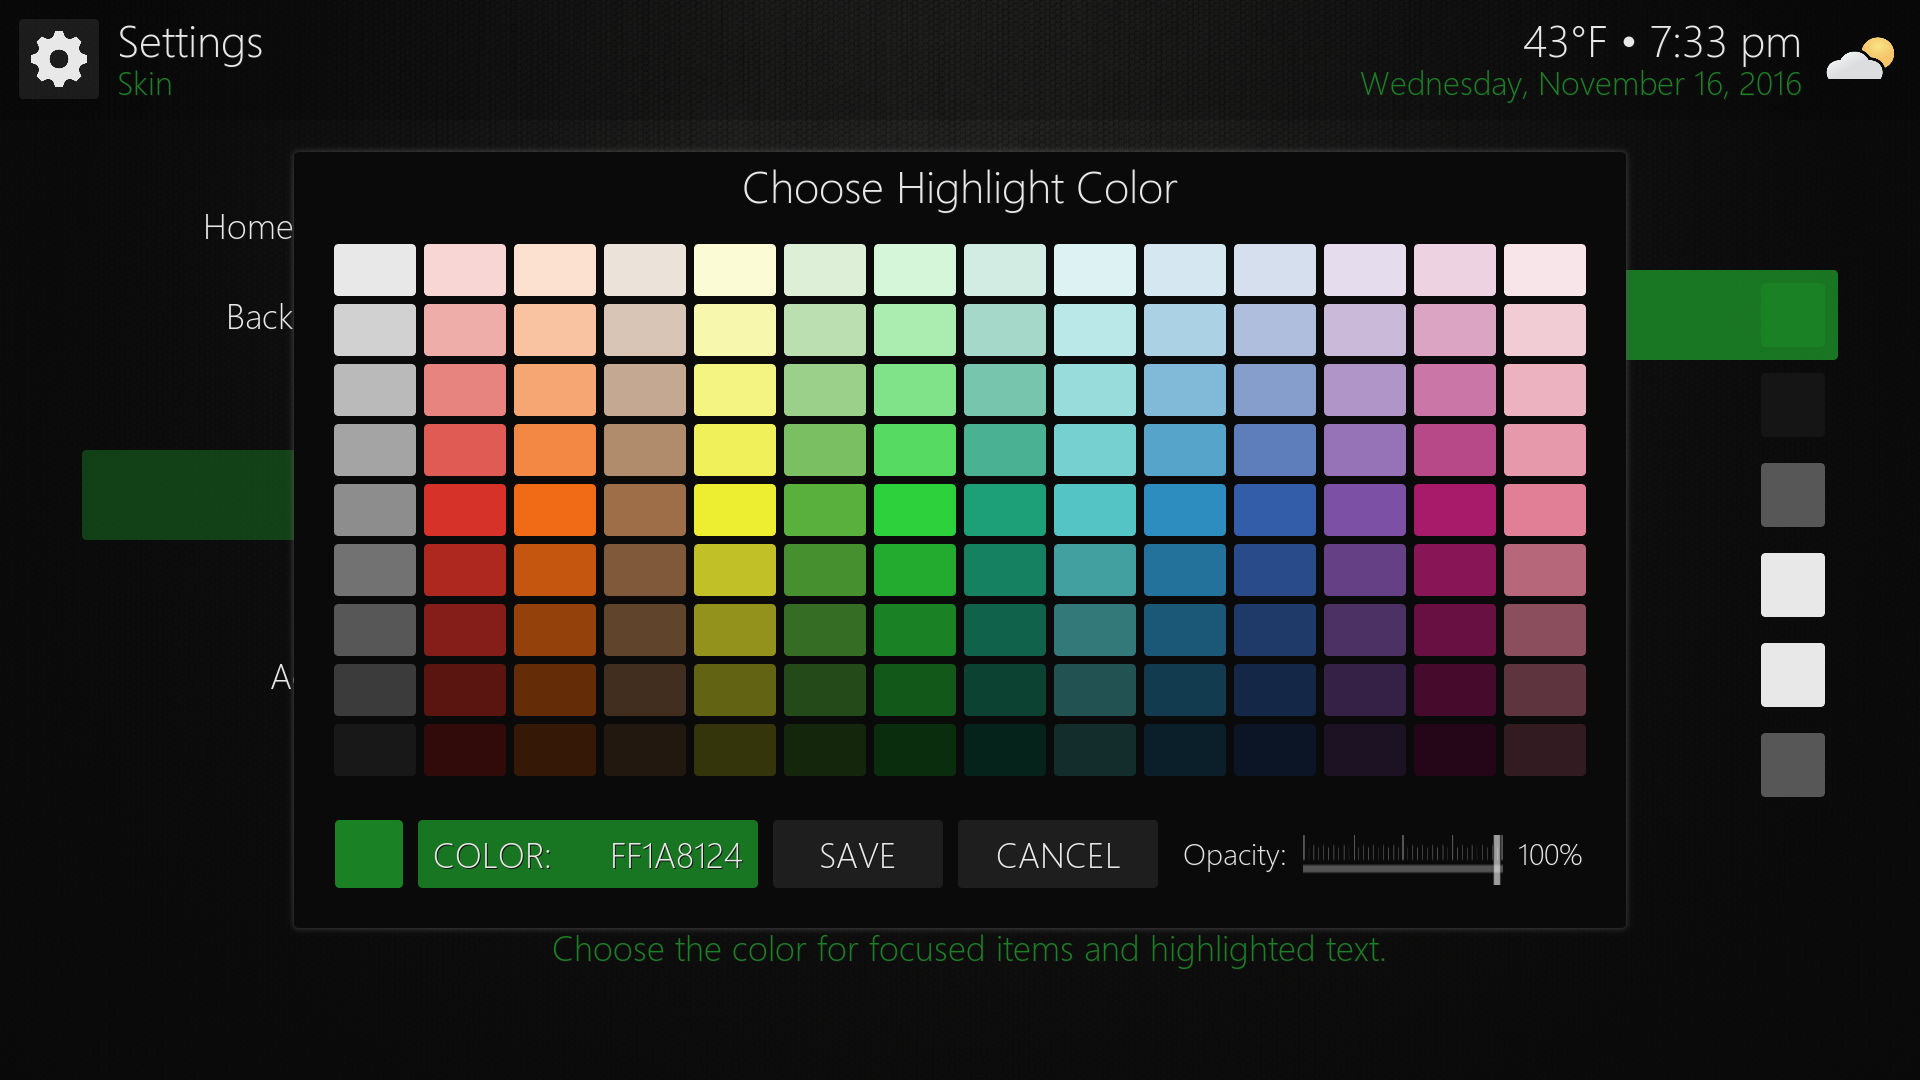 Settings
Skin
43°F • 7:33 pm
Wednesday, November 16, 2016
Choose Highlight Color
Home
Back
A
COLOR: FF1A8124
SAVE
CANCEL
Opacity:
100%
Choose the color for focused items and highlighted text.